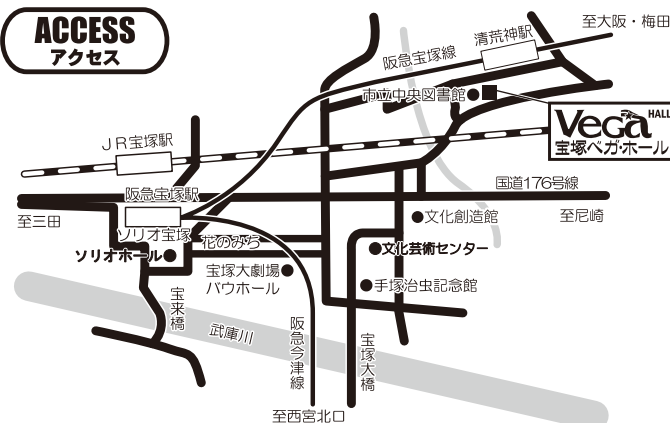 ACCESS
アクセス
至大阪・梅田
清荒神駅
阪急宝塚線
市立中央図書館
Vega HALL
宝塚ベガ・ホール
JR宝塚駅
国道176号線
阪急宝塚駅
至三田
至尼崎
ソリオ宝塚
花のみち
文化創造館
ソリオホール
文化芸術センター
宝塚大劇場
バウホール
手塚治虫記念館
宝来橋
武庫川
阪急今津線
宝塚大橋
至西宮北口